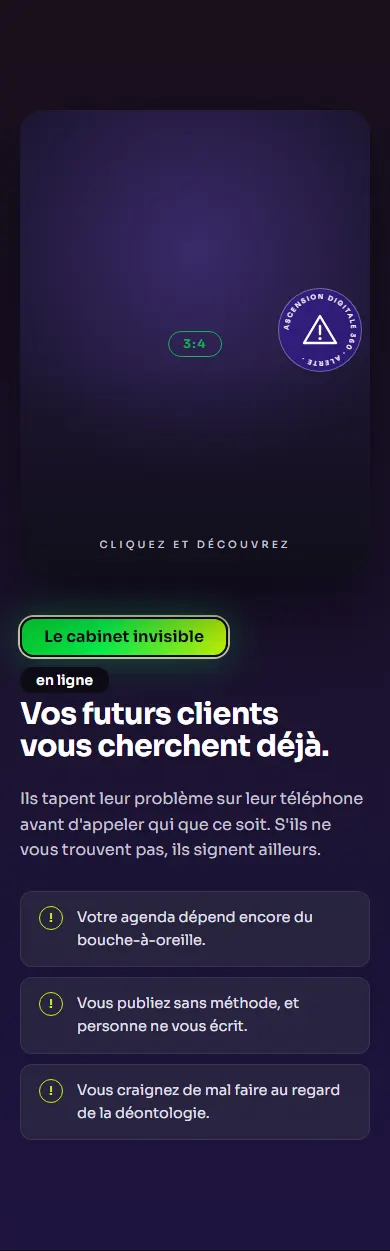 ASCENSION DIGITALE 360 · ALERTE ·
3:4
CLIQUEZ ET DÉCOUVREZ
Le cabinet invisible
en ligne
Vos futurs clients
vous cherchent déjà.
Ils tapent leur problème sur leur téléphone
avant d'appeler qui que ce soit. S'ils ne
vous trouvent pas, ils signent ailleurs.
! Votre agenda dépend encore du
bouche-à-oreille.
! Vous publiez sans méthode, et
personne ne vous écrit.
! Vous craignez de mal faire au regard
de la déontologie.